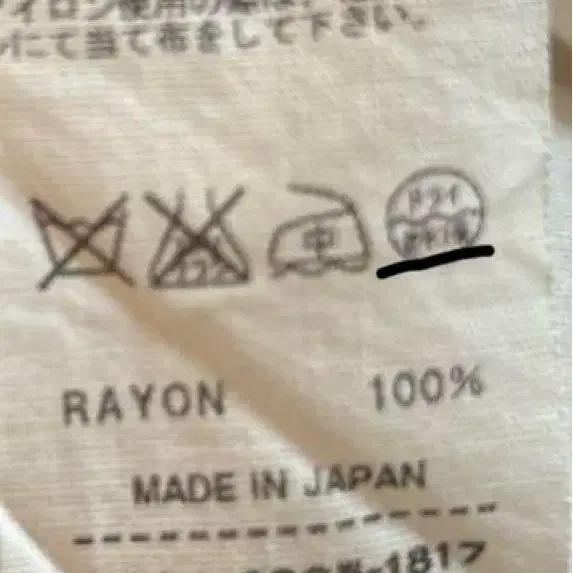 イロン使用の際は、
にて当て布をして下さい。
中 ドライ
RAYON 100%
MADE IN JAPAN